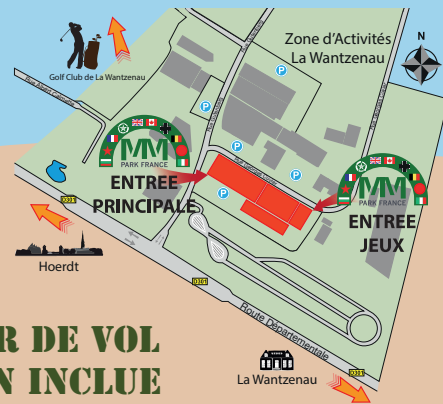 Golf Club de La Wantzenau
Zone d'Activités
La Wantzenau
N
P
P
P
P
P
MM
PARK FRANCE
ENTREE
PRINCIPALE
MM
PARK FRANCE
ENTREE
JEUX
D301
Hoerdt
D301
Route Départementale
D301
La Wantzenau
R DE VOL
N INCLUE